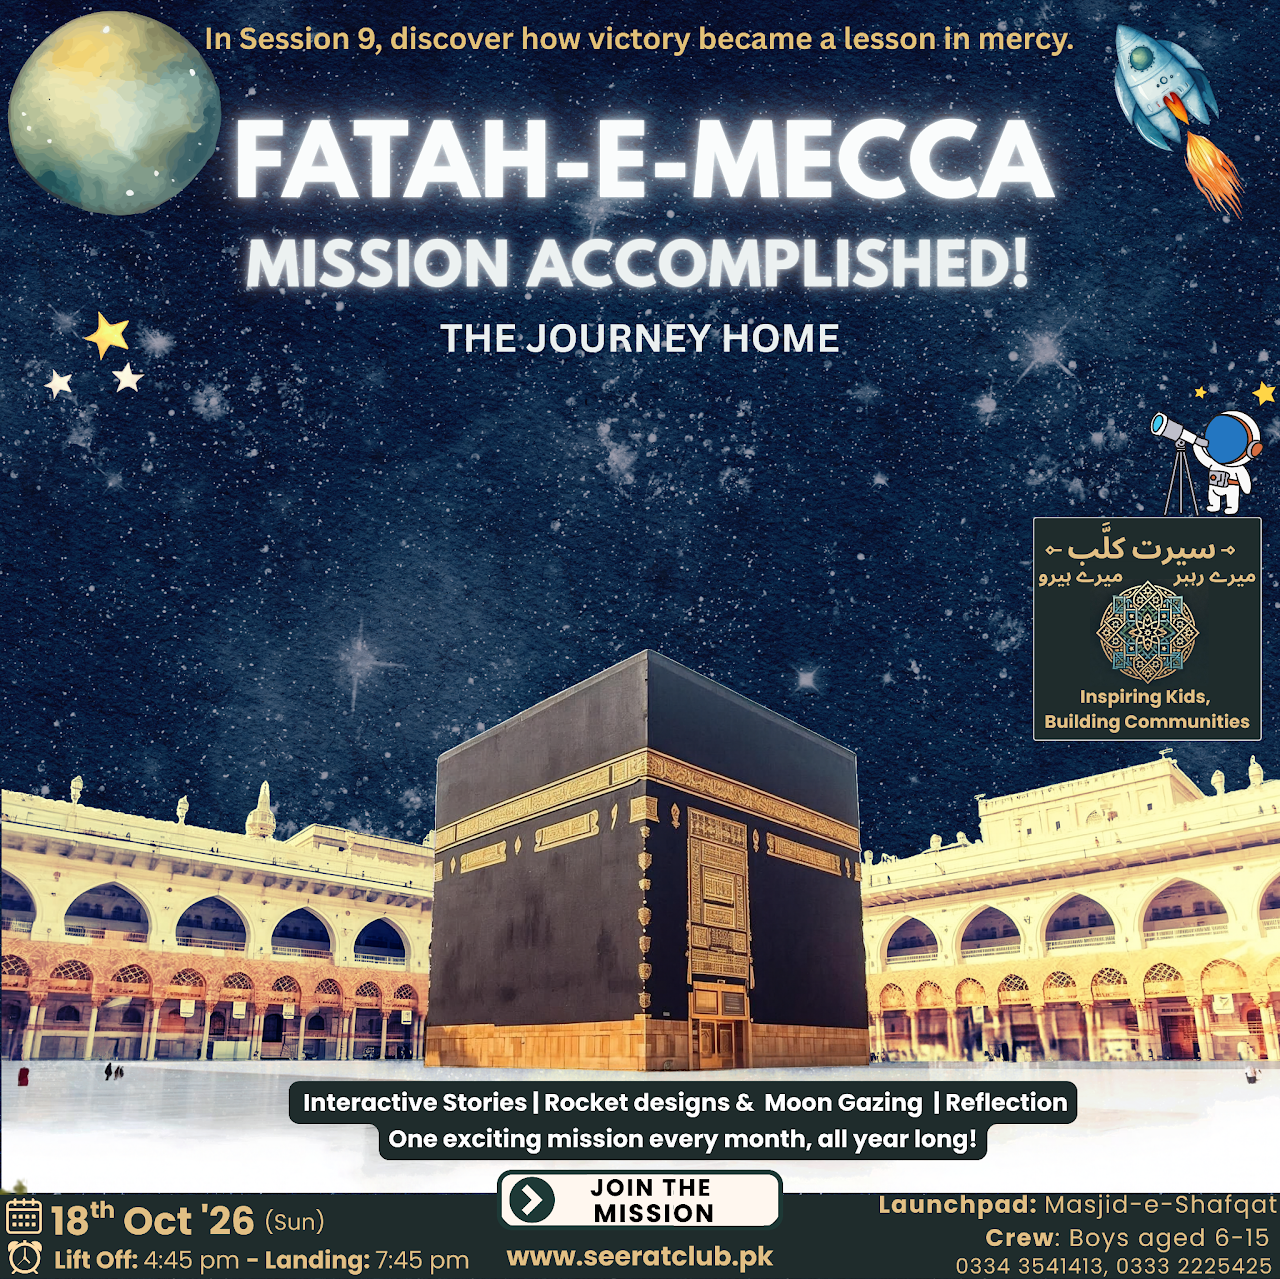 In Session 9, discover how victory became a lesson in mercy.
FATAH-E-MECCA
MISSION ACCOMPLISHED!
THE JOURNEY HOME
سیرت کلَّب
میرے رہبر میرے ہیرو
Inspiring Kids,
Building Communities
Interactive Stories | Rocket designs & Moon Gazing | Reflection
One exciting mission every month, all year long!
JOIN THE
MISSION
18th Oct '26 (Sun)
Lift Off: 4:45 pm - Landing: 7:45 pm
www.seeratclub.pk
Launchpad: Masjid-e-Shafqat
Crew: Boys aged 6-15
0334 3541413, 0333 2225425